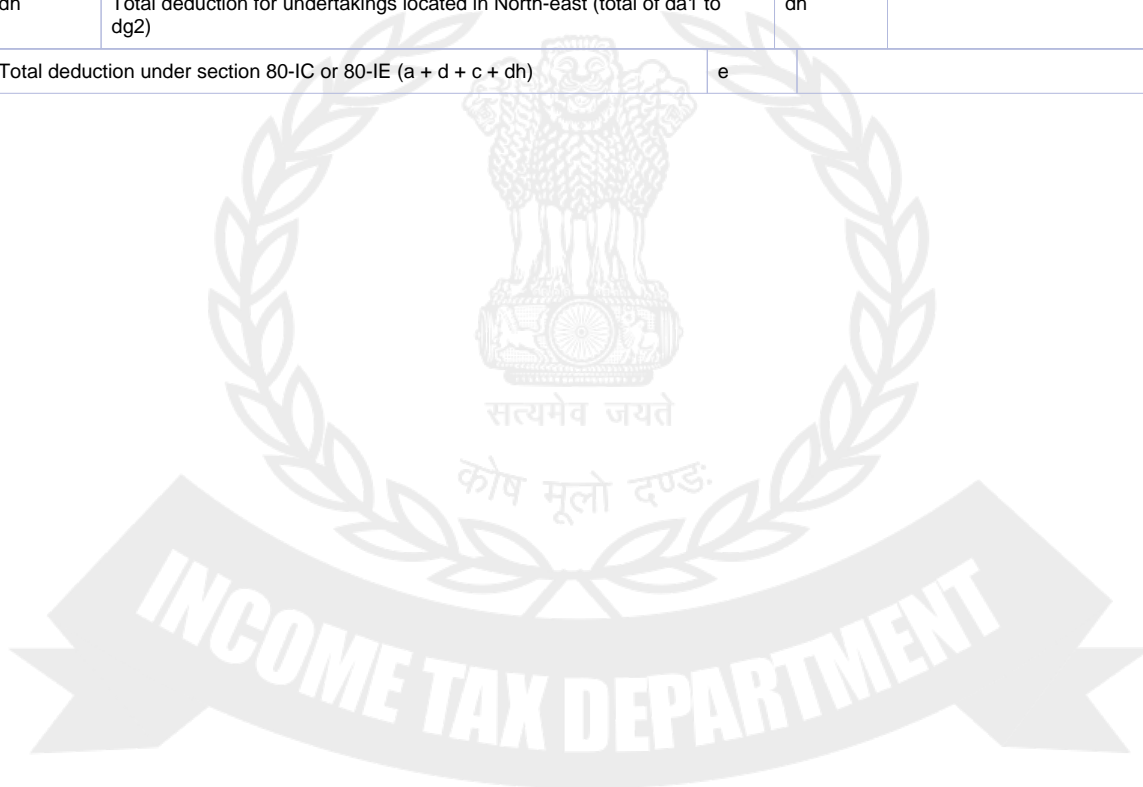 dh Total deduction for undertakings located in North-east (total of da1 to dh
dg2)
Total deduction under section 80-IC or 80-IE (a + d + c + dh) e
सत्यमेव जयते
कोष मूलो दण्डः
INCOME TAX DEPARTMENT